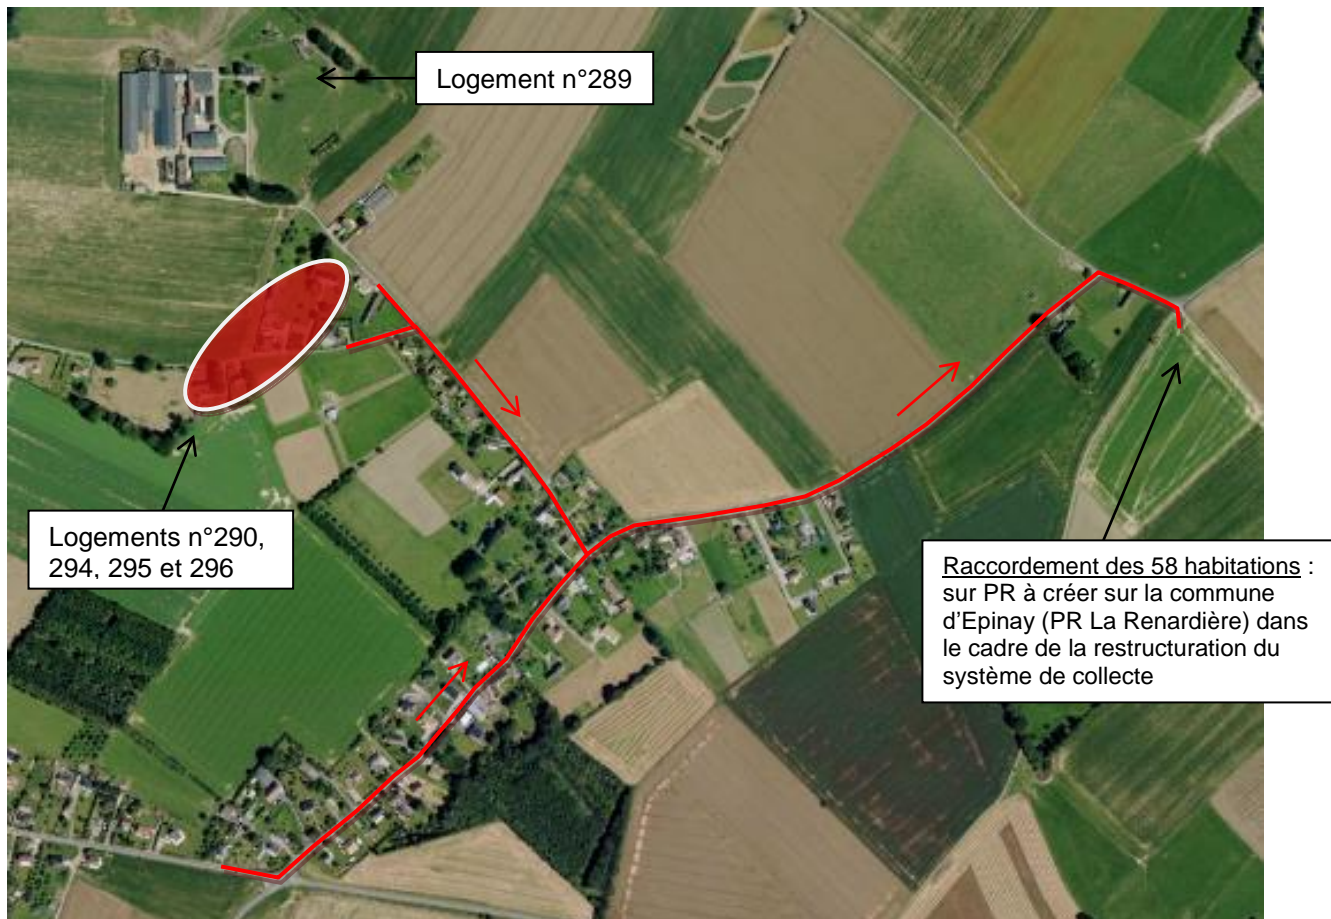 Logement n°289
Logements n°290,
294, 295 et 296
Raccordement des 58 habitations :
sur PR à créer sur la commune
d’Epinay (PR La Renardière) dans
le cadre de la restructuration du
système de collecte